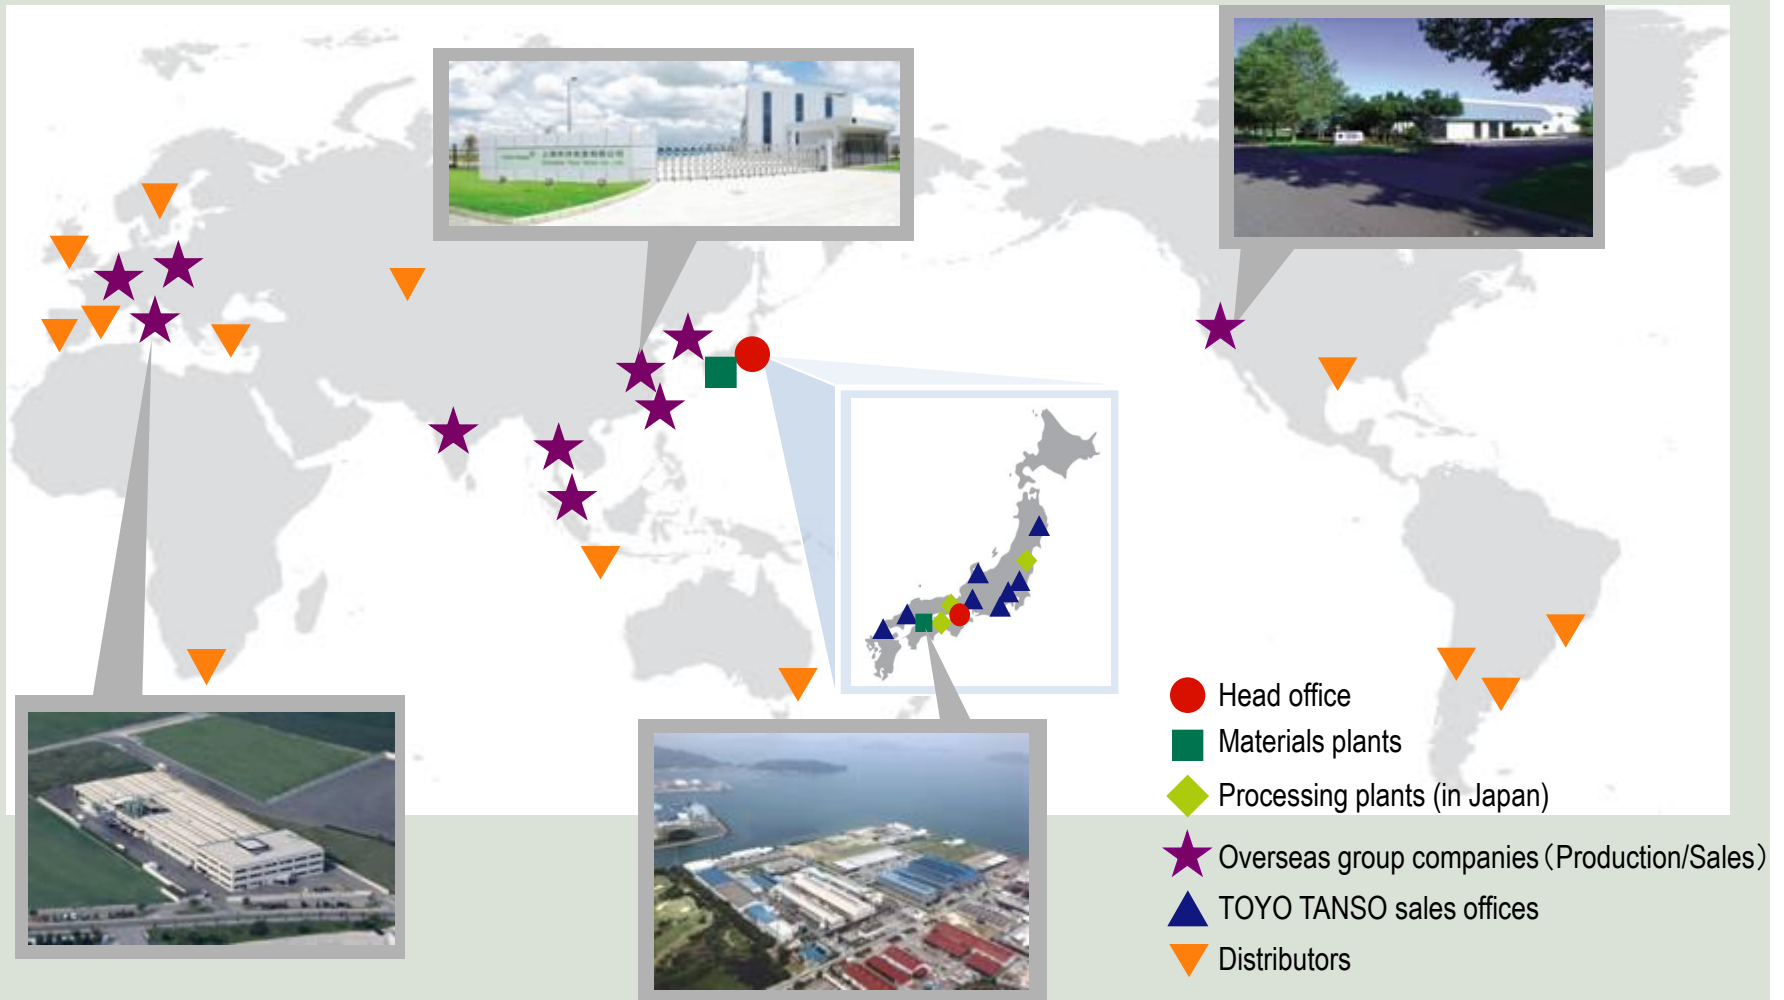 Head office
Materials plants
Processing plants (in Japan)
Overseas group companies（Production/Sales）
TOYO TANSO sales offices
Distributors